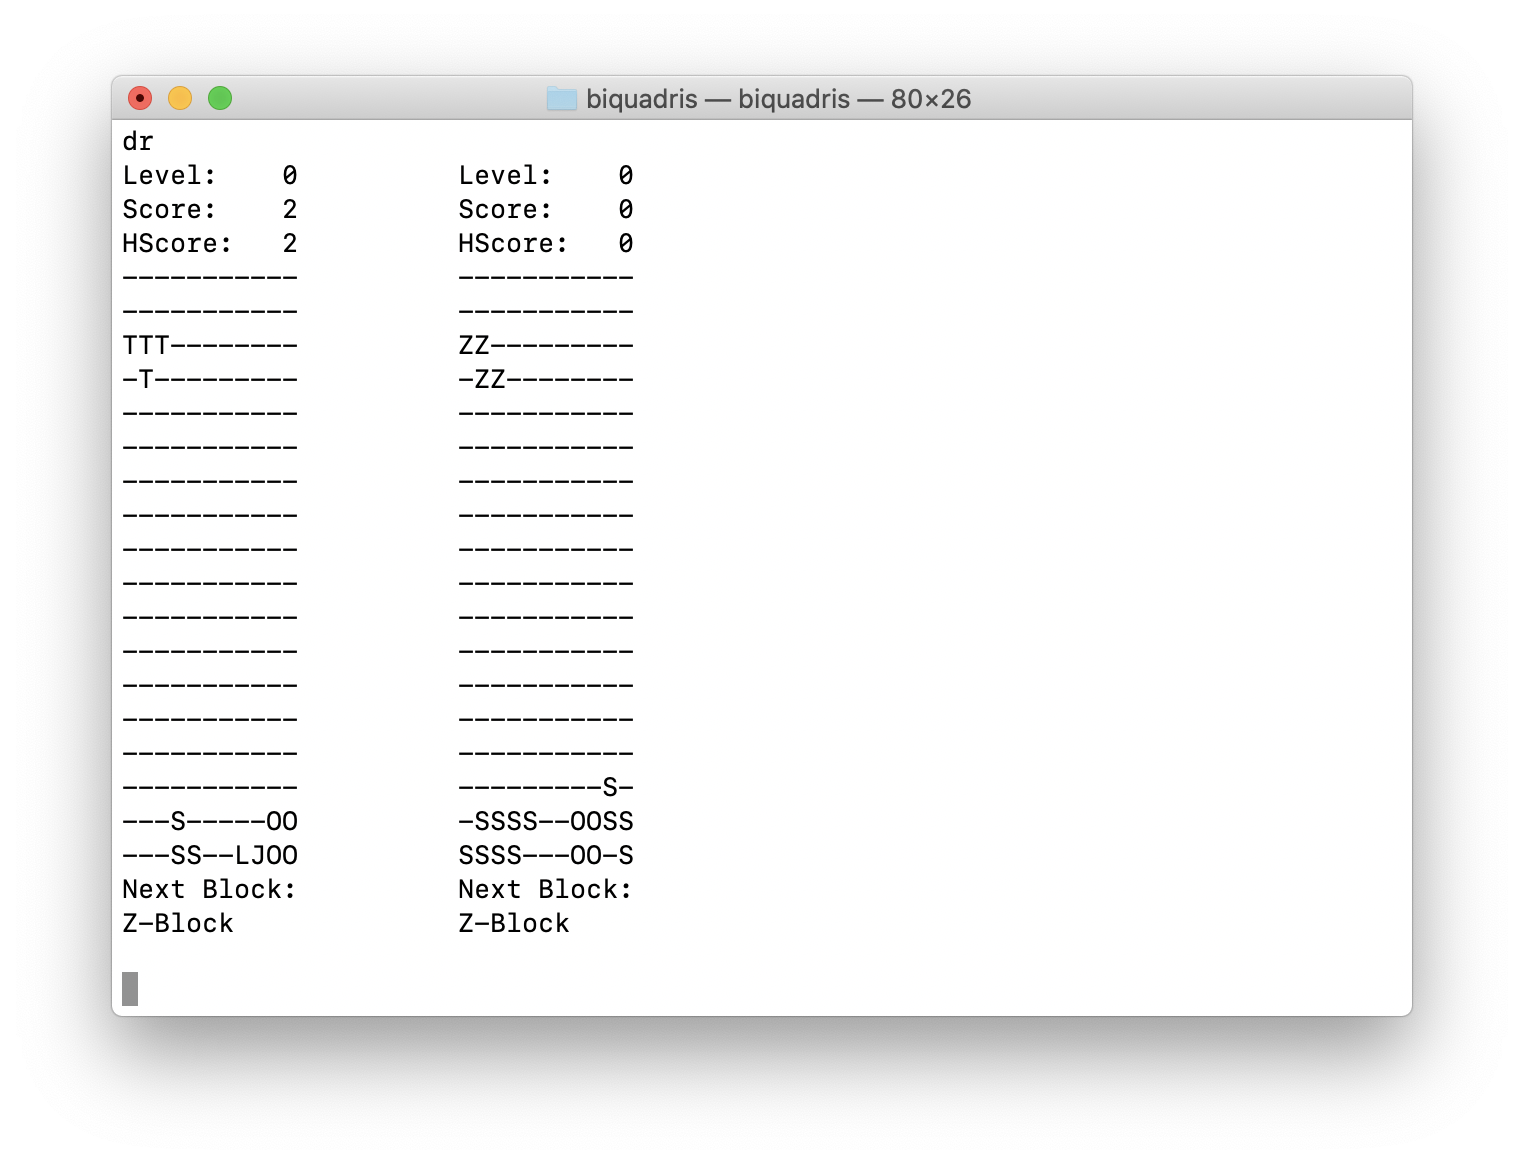 biquadris — biquadris — 80×26
dr
Level:    0          Level:    0
Score:    2          Score:    0
HScore:   2          HScore:   0
-----------          -----------
-----------          -----------
TTT--------          ZZ---------
-T---------          -ZZ--------
-----------          -----------
-----------          -----------
-----------          -----------
-----------          -----------
-----------          -----------
-----------          -----------
-----------          -----------
-----------          -----------
-----------          -----------
-----------          -----------
-----------          -----------
-----------          ---------S-
---S-----OO          -SSSS--OOSS
---SS--LJOO          SSSS---OO-S
Next Block:          Next Block:
Z-Block              Z-Block